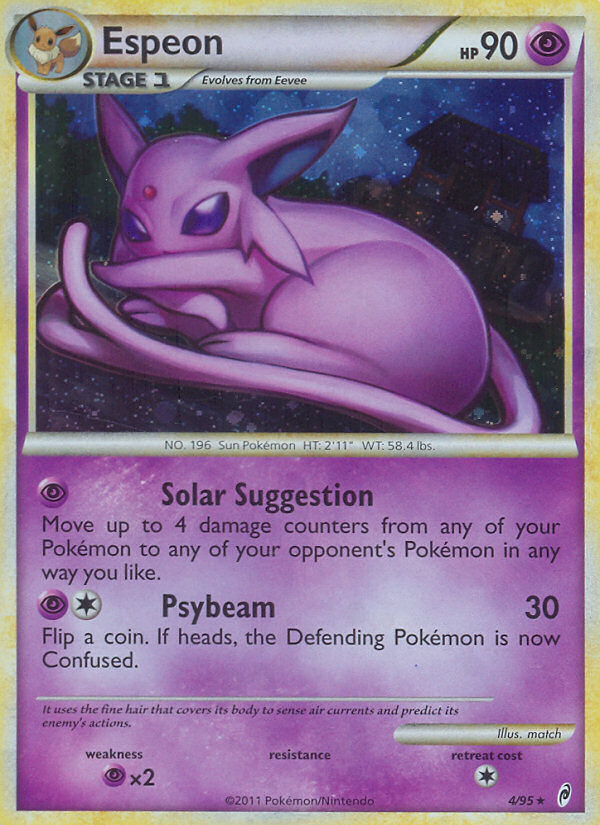 Espeon
HP 90
STAGE 1
Evolves from Eevee
NO. 196 Sun Pokémon HT: 2'11" WT: 58.4 lbs.
Solar Suggestion
Move up to 4 damage counters from any of your
Pokémon to any of your opponent's Pokémon in any
way you like.
Psybeam 30
Flip a coin. If heads, the Defending Pokémon is now
Confused.
It uses the fine hair that covers its body to sense air currents and predict its
enemy's actions.
Illus. match
weakness resistance retreat cost
×2
©2011 Pokémon/Nintendo 4/95 ★